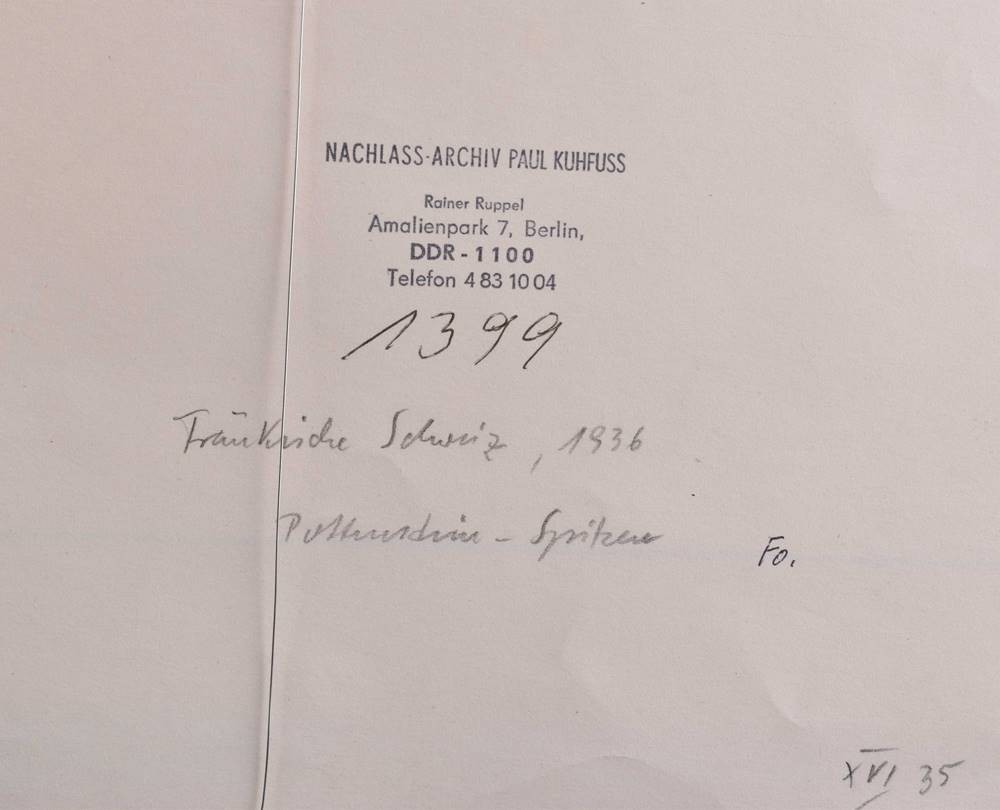 NACHLASS-ARCHIV PAUL KUHFUSS
Rainer Ruppel
Amalienpark 7, Berlin,
DDR - 1100
Telefon 4 83 10 04
1399
Fränkische Schweiz, 1936
Pottenstein - Spitzen
Fo.
XVI 35